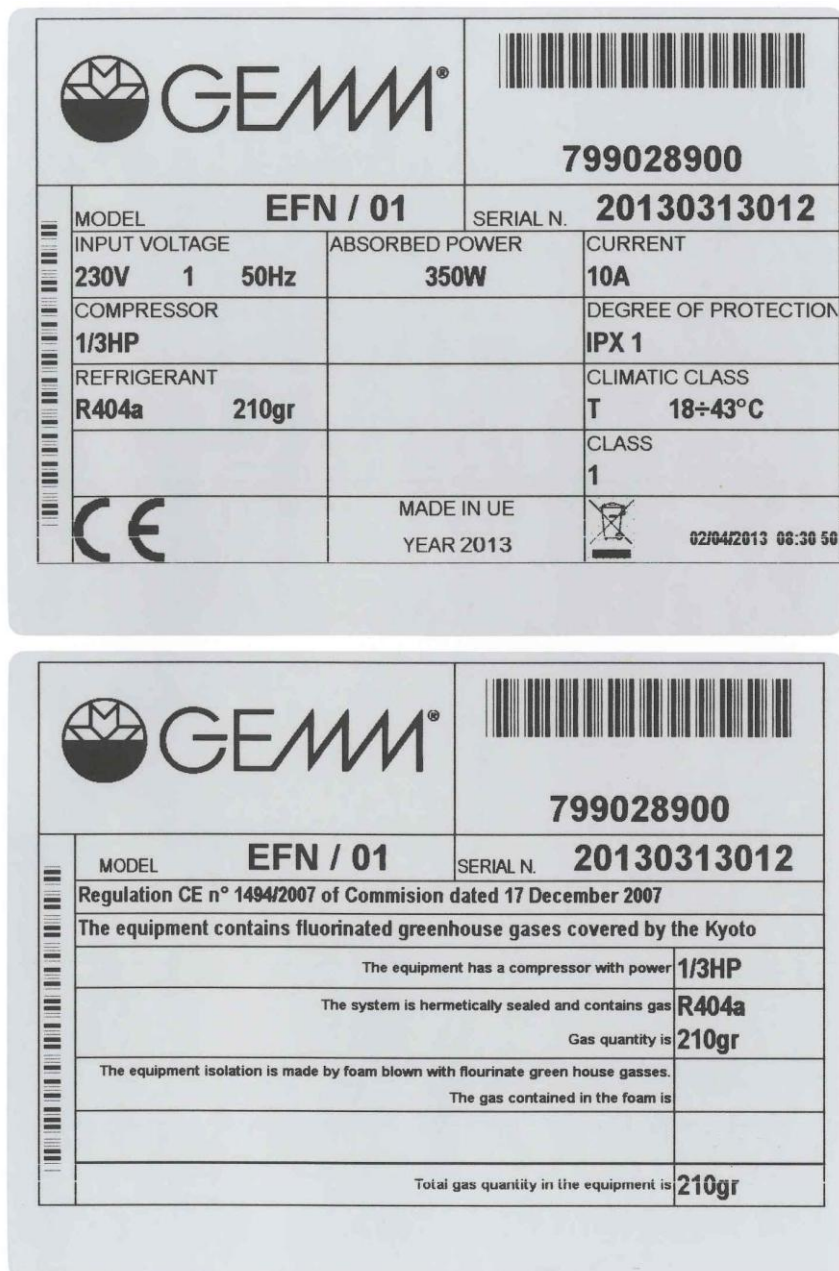 GEMM®
799028900
MODEL EFN / 01 SERIAL N. 20130313012
INPUT VOLTAGE ABSORBED POWER CURRENT
230V 1 50Hz 350W 10A
COMPRESSOR DEGREE OF PROTECTION
1/3HP IPX 1
REFRIGERANT CLIMATIC CLASS
R404a 210gr T 18÷43°C
CLASS
1
CE MADE IN UE
YEAR 2013 02/04/2013 08:30 50
GEMM®
799028900
MODEL EFN / 01 SERIAL N. 20130313012
Regulation CE n° 1494/2007 of Commision dated 17 December 2007
The equipment contains fluorinated greenhouse gases covered by the Kyoto
The equipment has a compressor with power 1/3HP
The system is hermetically sealed and contains gas R404a
Gas quantity is 210gr
The equipment isolation is made by foam blown with flourinate green house gasses.
The gas contained in the foam is
Total gas quantity in the equipment is 210gr